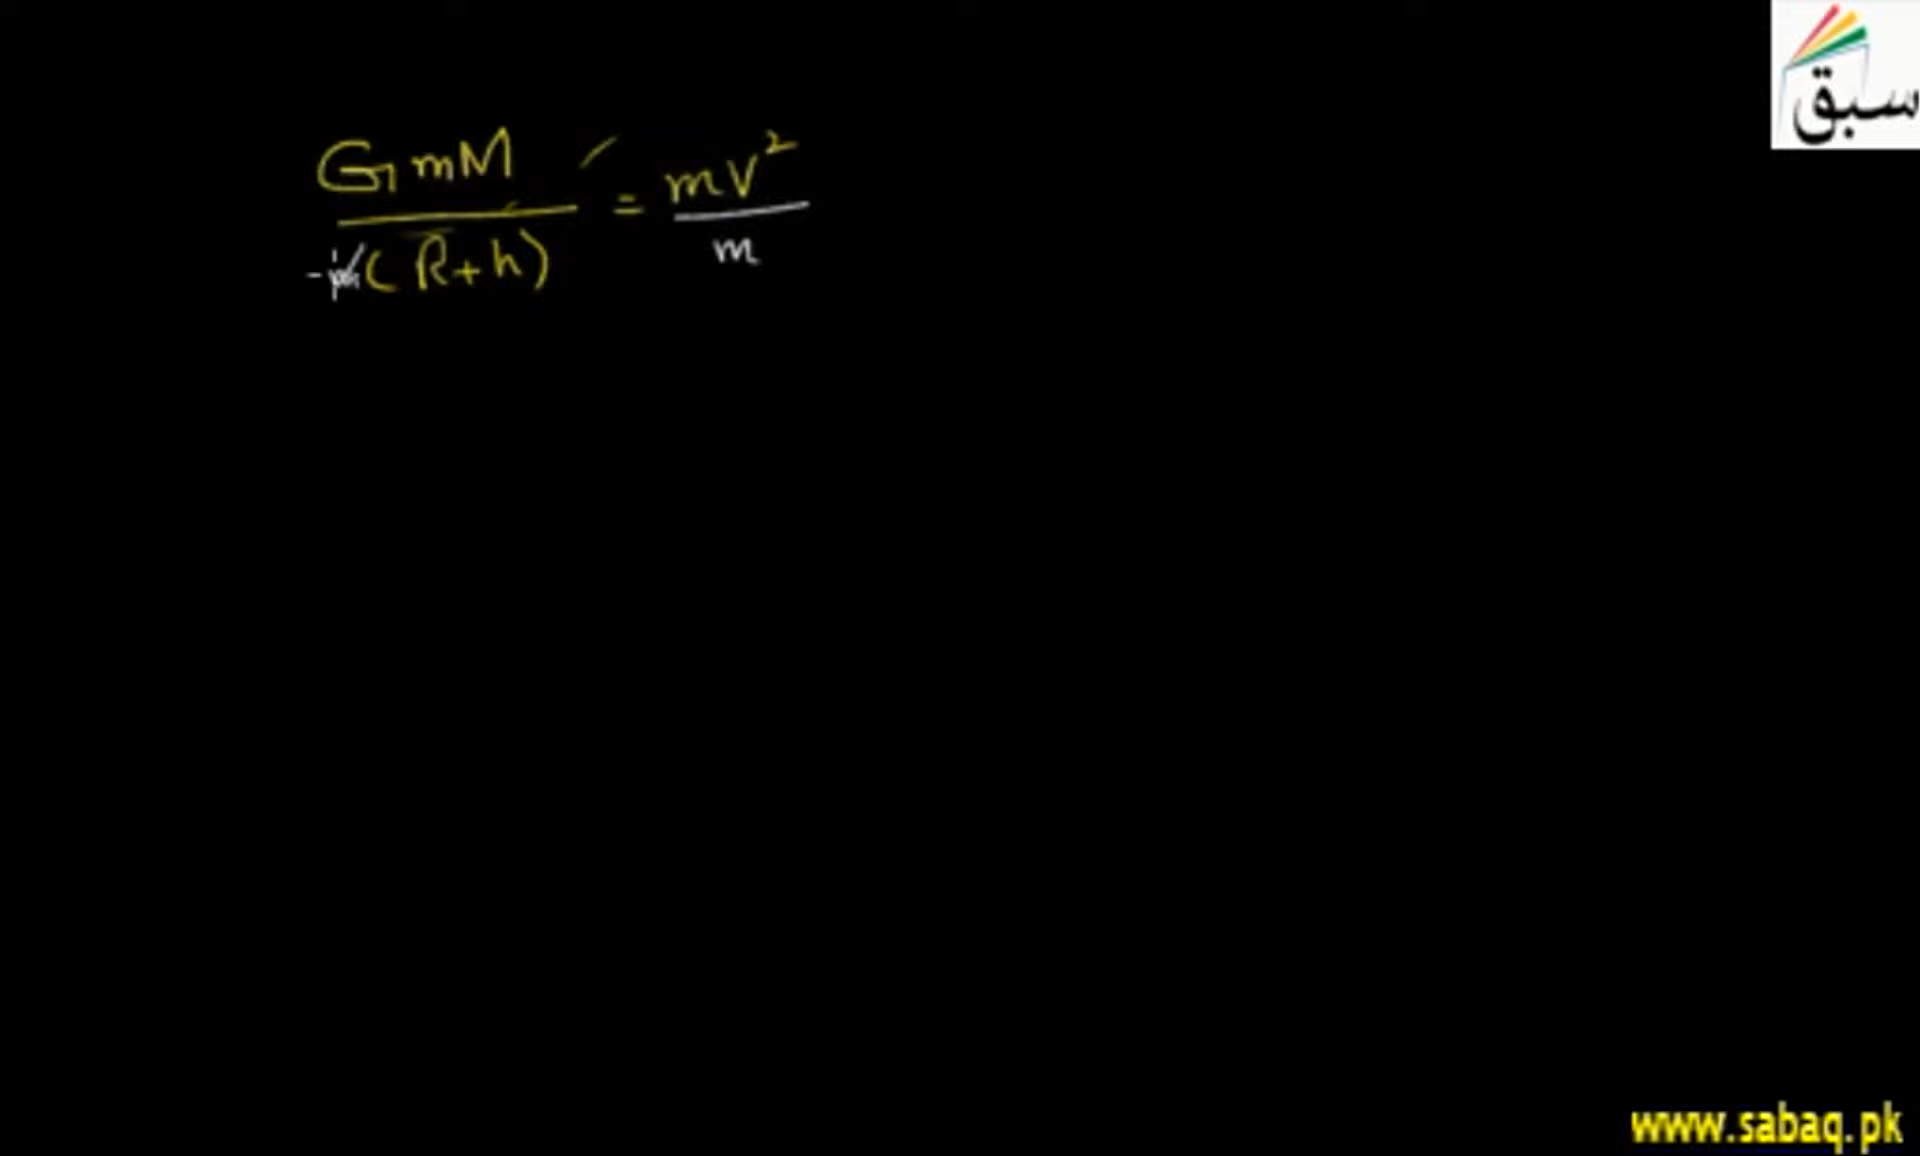 سبق
GmM / m(R+h) = mv² / m
www.sabaq.pk